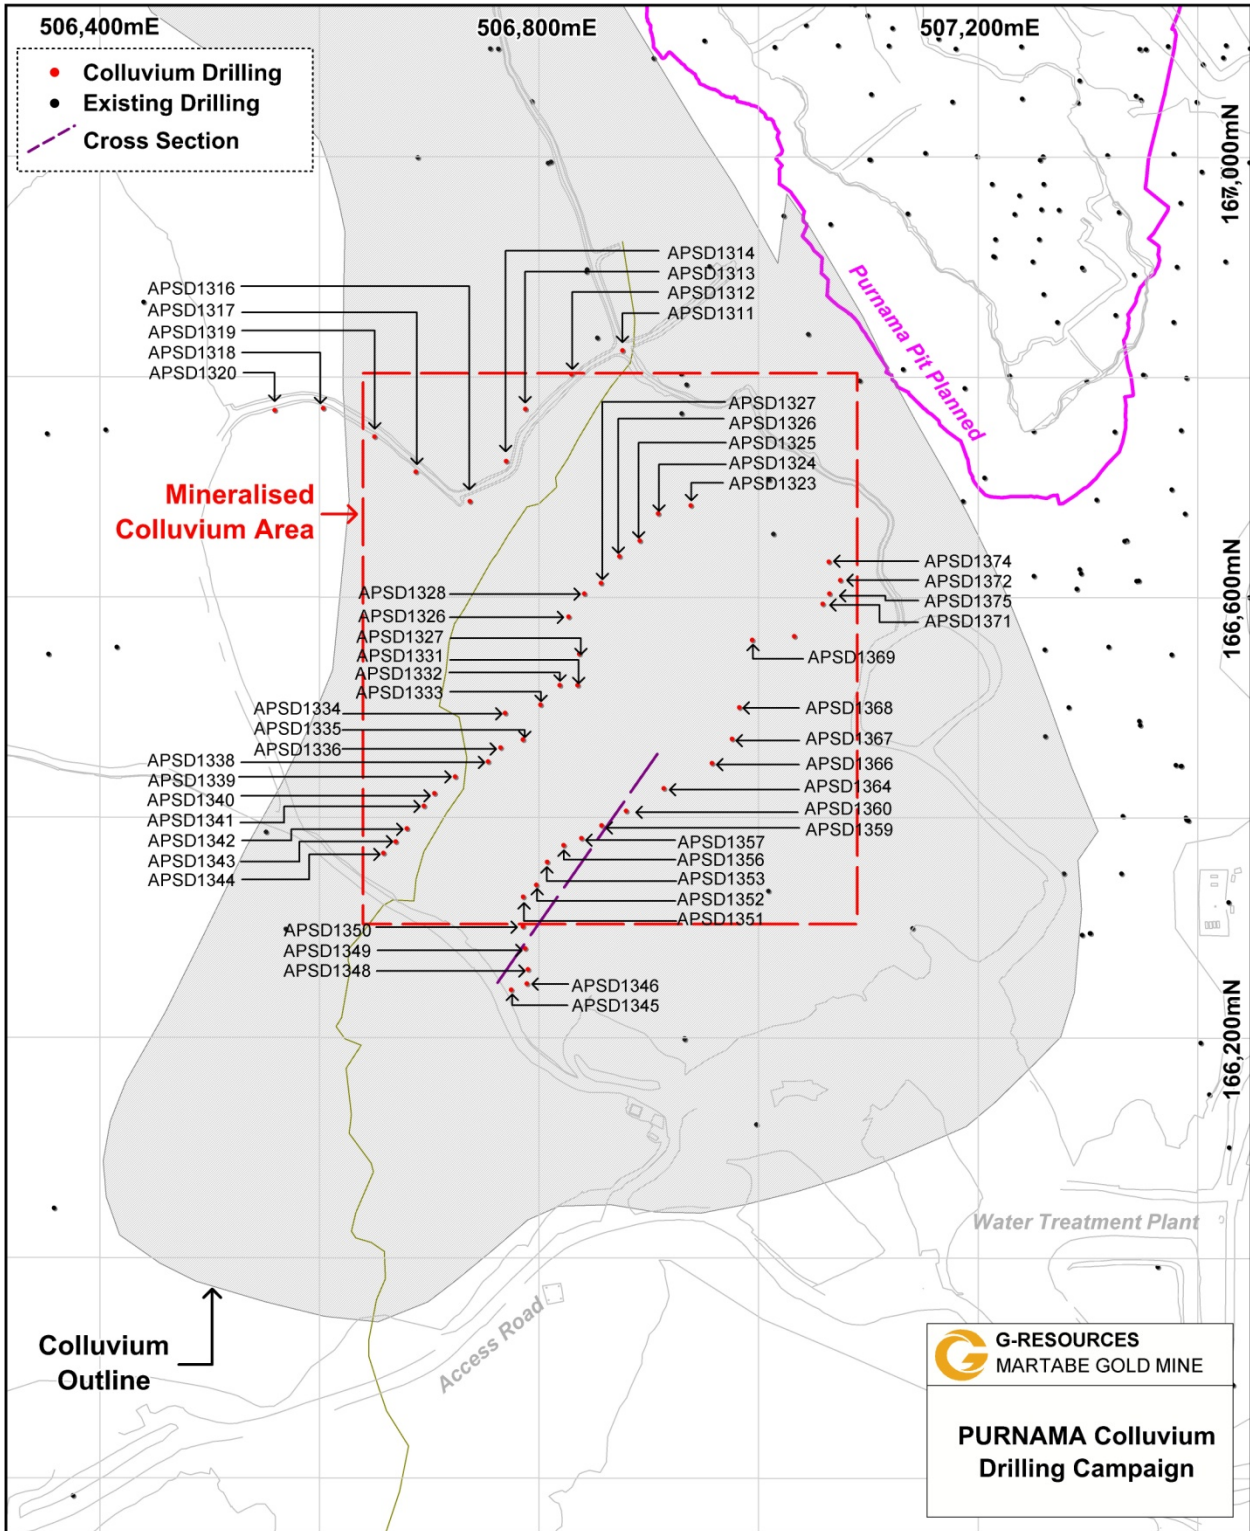 506,400mE
506,800mE
507,200mE
Colluvium Drilling
Existing Drilling
Cross Section
167,000mN
APSD1314
APSD1313
APSD1312
APSD1311
APSD1316
APSD1317
APSD1319
APSD1318
APSD1320
Purnama Pit Planned
APSD1327
APSD1326
APSD1325
APSD1324
APSD1323
Mineralised
Colluvium Area
APSD1374
APSD1372
APSD1375
APSD1371
166,600mN
APSD1328
APSD1326
APSD1327
APSD1331
APSD1332
APSD1333
APSD1369
APSD1334
APSD1335
APSD1336
APSD1338
APSD1339
APSD1340
APSD1341
APSD1342
APSD1343
APSD1344
APSD1368
APSD1367
APSD1366
APSD1364
APSD1360
APSD1359
APSD1357
APSD1356
APSD1353
APSD1352
APSD1351
APSD1350
APSD1349
APSD1348
APSD1346
APSD1345
166,200mN
Water Treatment Plant
Access Road
Colluvium
Outline
G-RESOURCES
MARTABE GOLD MINE
PURNAMA Colluvium
Drilling Campaign